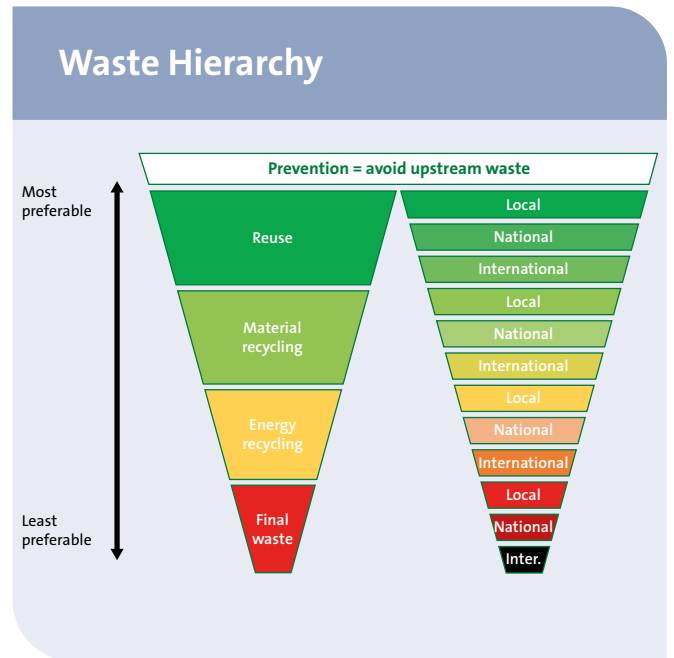 Waste Hierarchy
Prevention = avoid upstream waste
Most
preferable
Reuse
Material
recycling
Energy
recycling
Final
waste
Least
preferable
Local
National
International
Local
National
International
Local
National
International
Local
National
Inter.